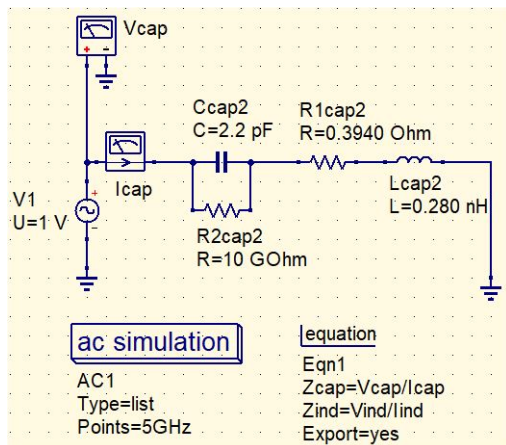 Vcap
+ -
Ccap2
C=2.2 pF
R1cap2
R=0.3940 Ohm
Icap
Lcap2
L=0.280 nH
V1
U=1 V
+
-
R2cap2
R=10 GOhm
ac simulation
AC1
Type=list
Points=5GHz
equation
Eqn1
Zcap=Vcap/Icap
Zind=Vind/Iind
Export=yes